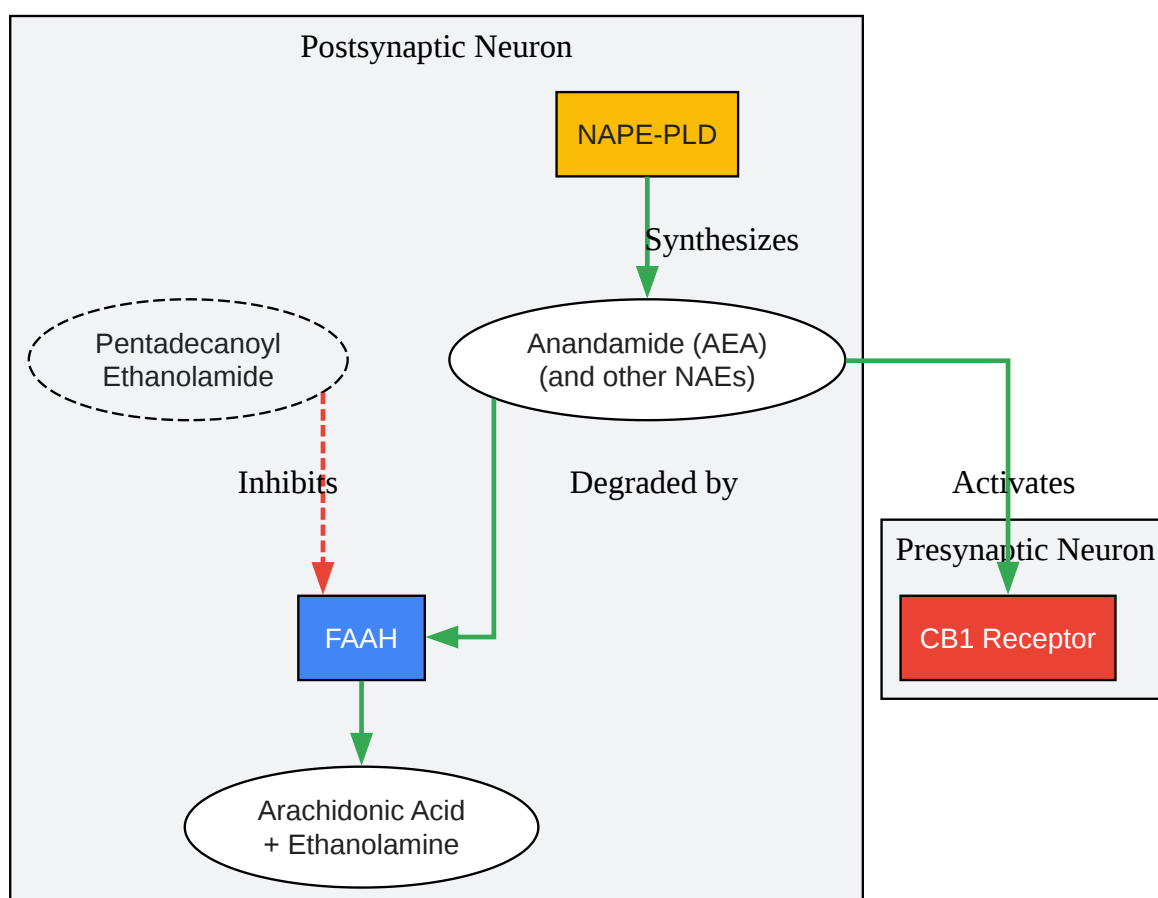 Postsynaptic Neuron
NAPE-PLD
Synthesizes
Pentadecanoyl
Ethanolamide
Anandamide (AEA)
(and other NAEs)
Inhibits
Degraded by
Activates
Presynaptic Neuron
FAAH
CB1 Receptor
Arachidonic Acid
+ Ethanolamine